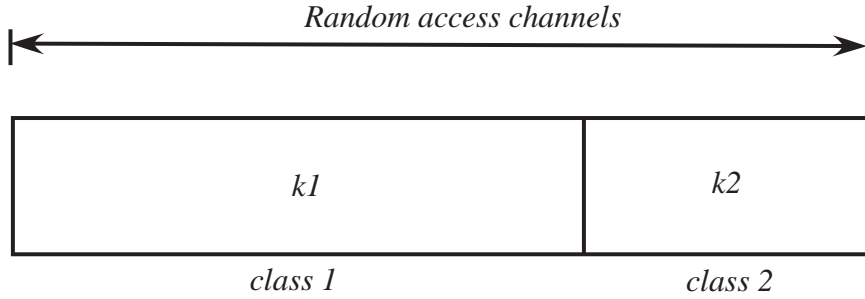 Random access channels
k1
k2
class 1
class 2